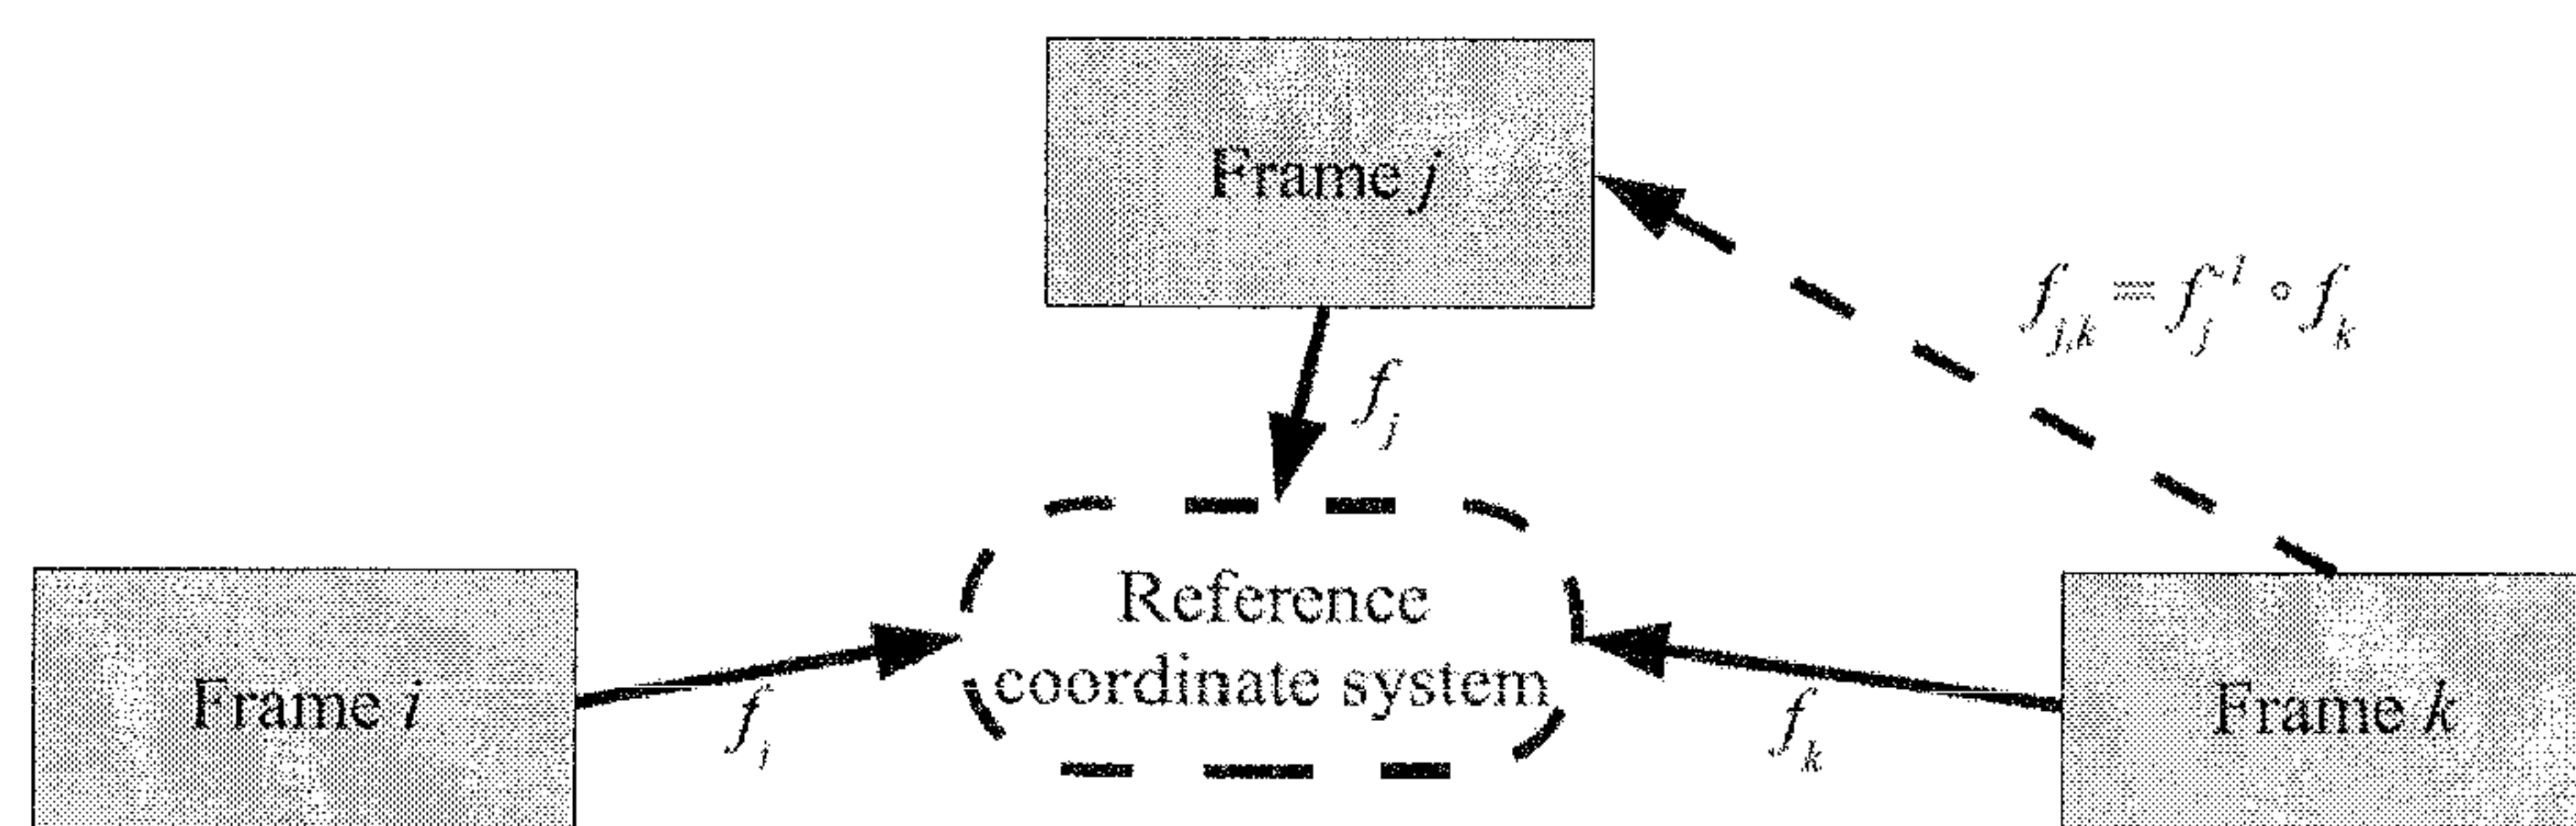 Frame j
f_{j,k} = f_j^{-1} ∘ f_k
f_j
Reference
coordinate system
Frame i
f_i
f_k
Frame k